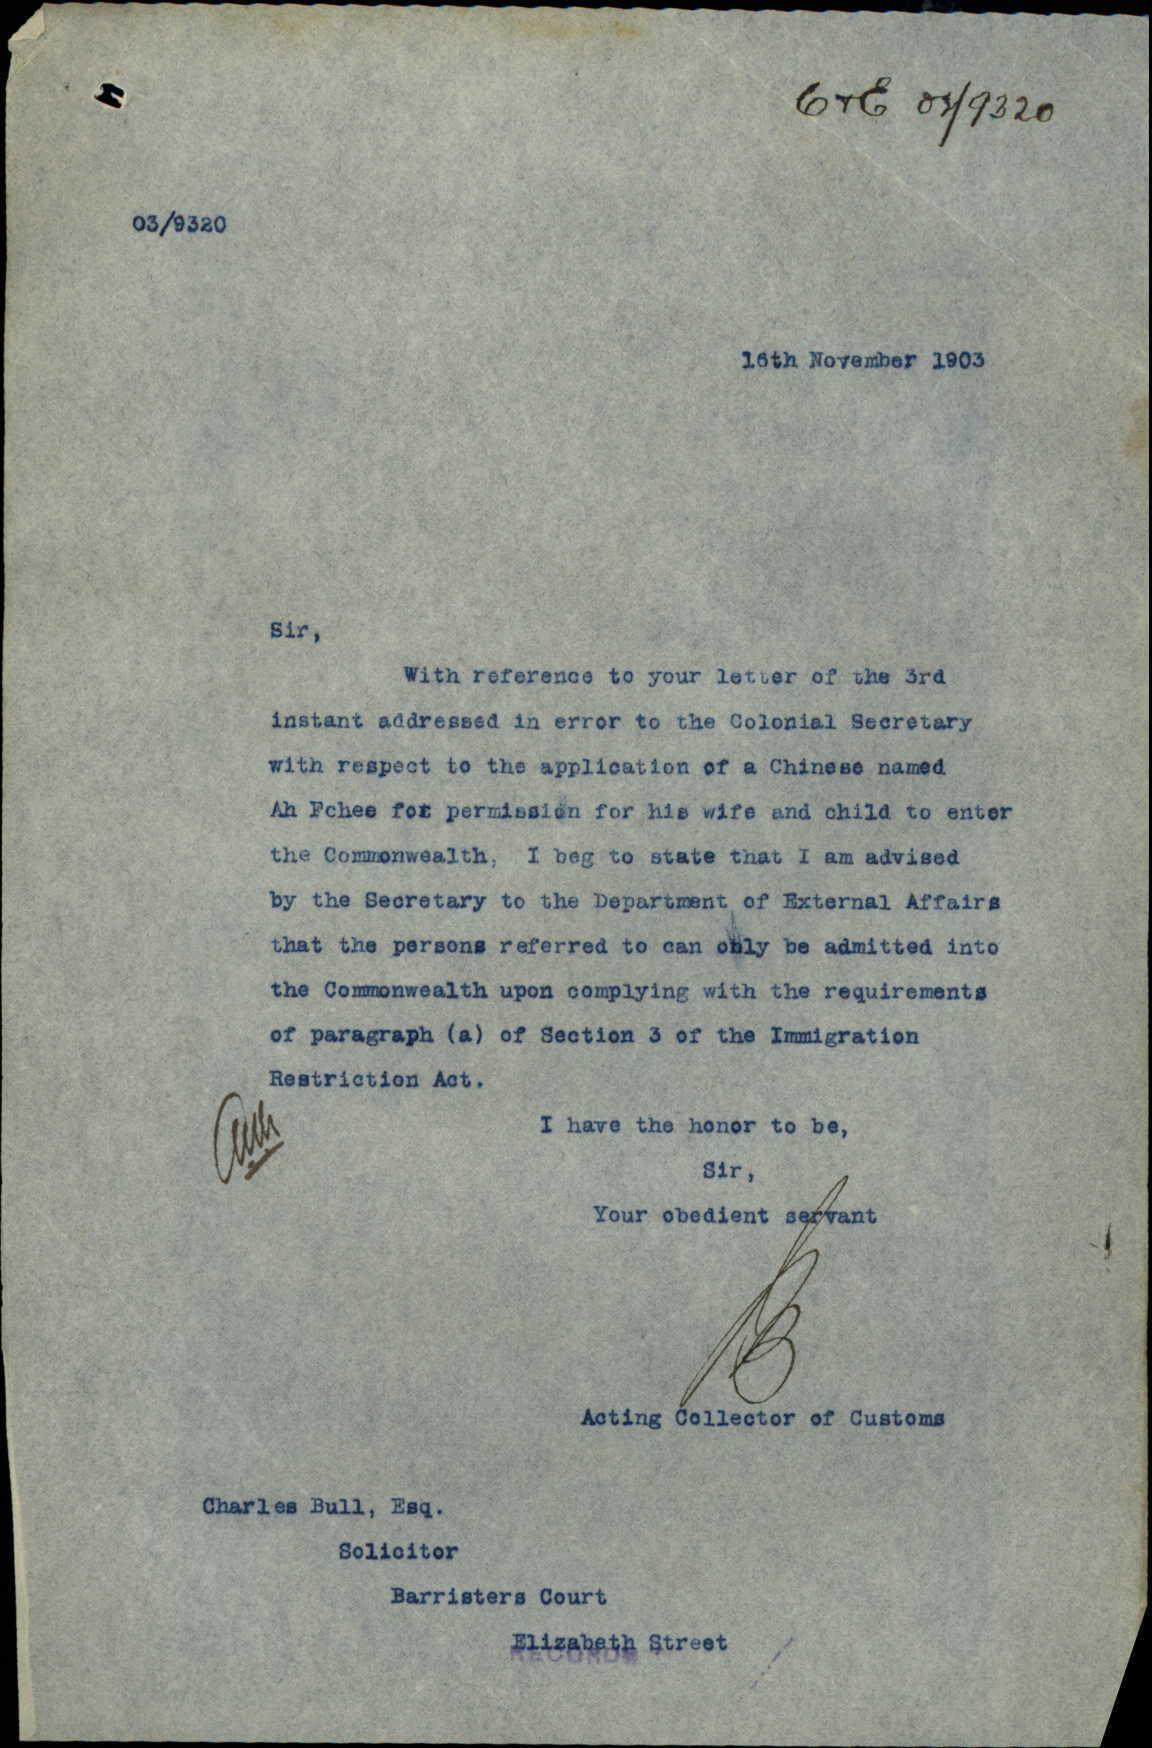 C & E 03/9320
03/9320
16th November 1903
Sir,
With reference to your letter of the 3rd
instant addressed in error to the Colonial Secretary
with respect to the application of a Chinese named
Ah Fchee for permission for his wife and child to enter
the Commonwealth, I beg to state that I am advised
by the Secretary to the Department of External Affairs
that the persons referred to can only be admitted into
the Commonwealth upon complying with the requirements
of paragraph (a) of Section 3 of the Immigration
Restriction Act.
I have the honor to be,
Sir,
Your obedient servant
Acting Collector of Customs
Charles Bull, Esq.
Solicitor
Barristers Court
Elizabeth Street
RECORDS